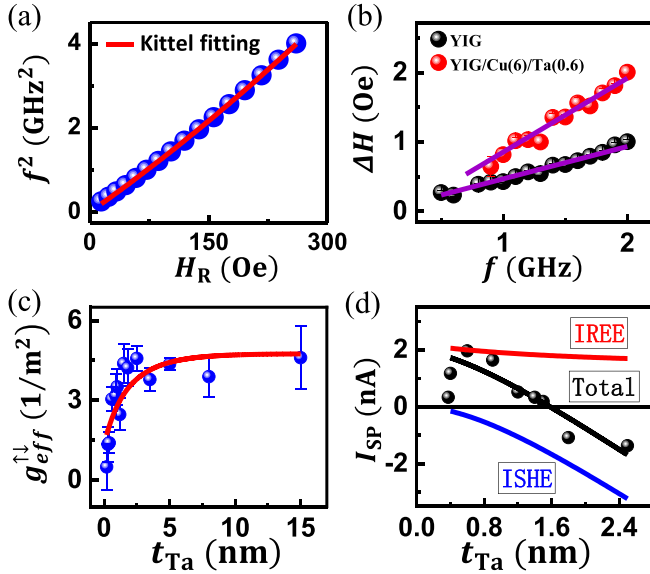 (a)
Kittel fitting
4
2
0
f² (GHz²)
0 150 300
H_R (Oe)
(b)
YIG
YIG/Cu(6)/Ta(0.6)
2
1
0
ΔH (Oe)
1 2
f (GHz)
(c)
6
3
0
g_{eff}^{↑↓} (1/m²)
0 5 10 15
t_Ta (nm)
(d)
IREE
Total
ISHE
2
0
-2
I_SP (nA)
0.0 0.8 1.6 2.4
t_Ta (nm)